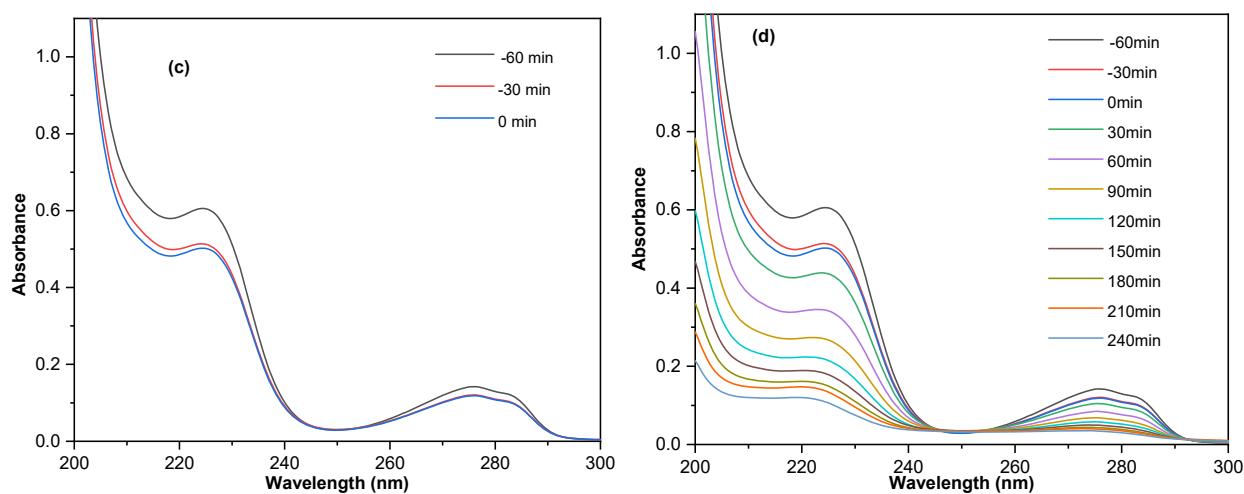 (c)
-60 min
-30 min
0 min
Absorbance
1.0
0.8
0.6
0.4
0.2
0.0
200
220
240
260
280
300
Wavelength (nm)
(d)
-60min
-30min
0min
30min
60min
90min
120min
150min
180min
210min
240min
Absorbance
1.0
0.8
0.6
0.4
0.2
0.0
200
220
240
260
280
300
Wavelength (nm)